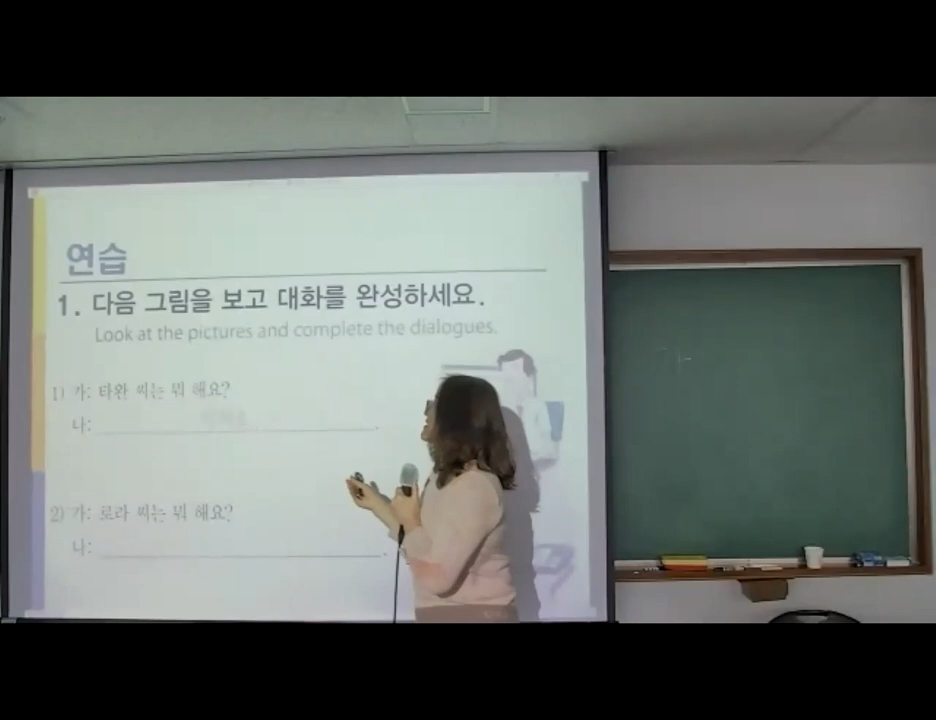 연습
1. 다음 그림을 보고 대화를 완성하세요.
Look at the pictures and complete the dialogues.
1) 가: 타완 씨는 뭐 해요?
나:
2) 가: 로라 씨는 뭐 해요?
나: